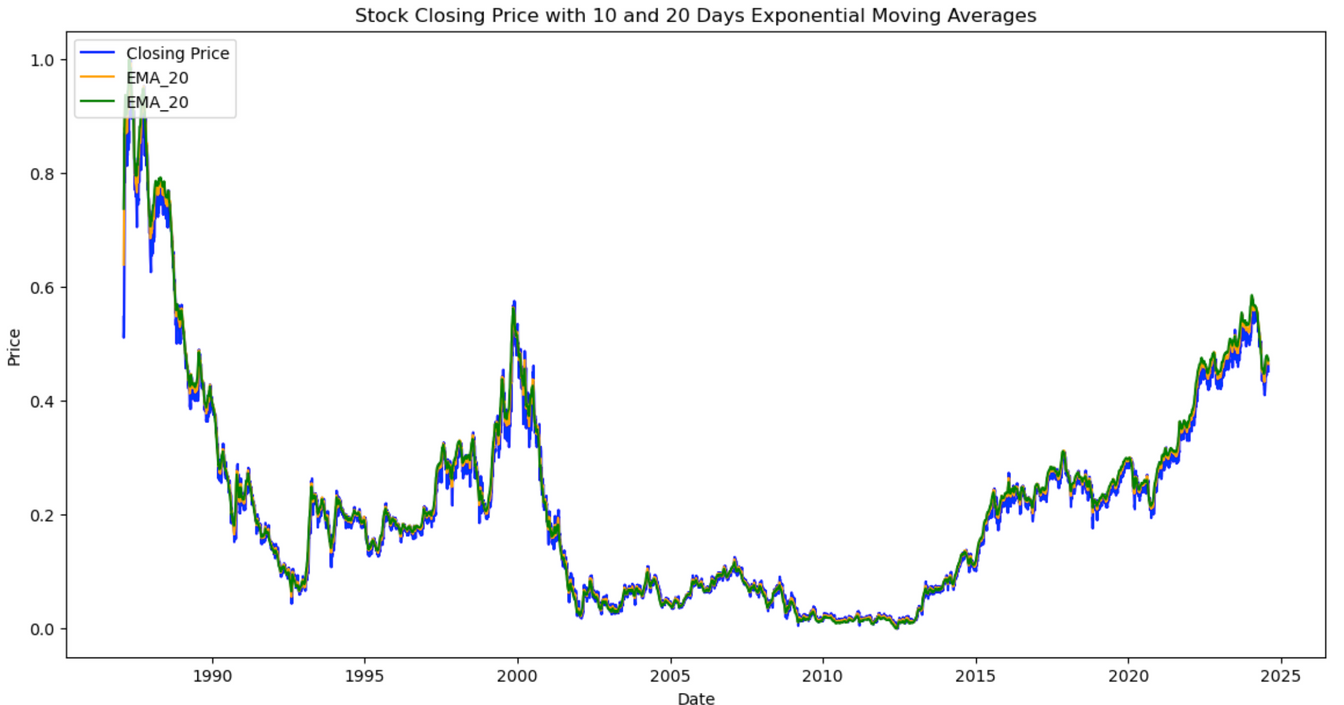 Stock Closing Price with 10 and 20 Days Exponential Moving Averages
Closing Price
EMA_20
EMA_20
1.0
0.8
0.6
0.4
0.2
0.0
Price
1990 1995 2000 2005 2010 2015 2020 2025
Date